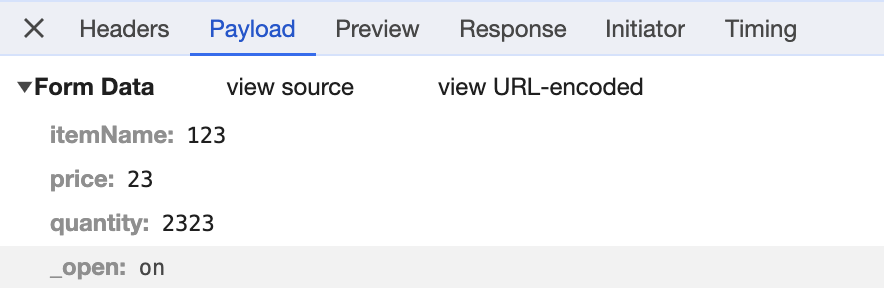 Headers Payload Preview Response Initiator Timing
Form Data view source view URL-encoded
itemName: 123
price: 23
quantity: 2323
_open: on